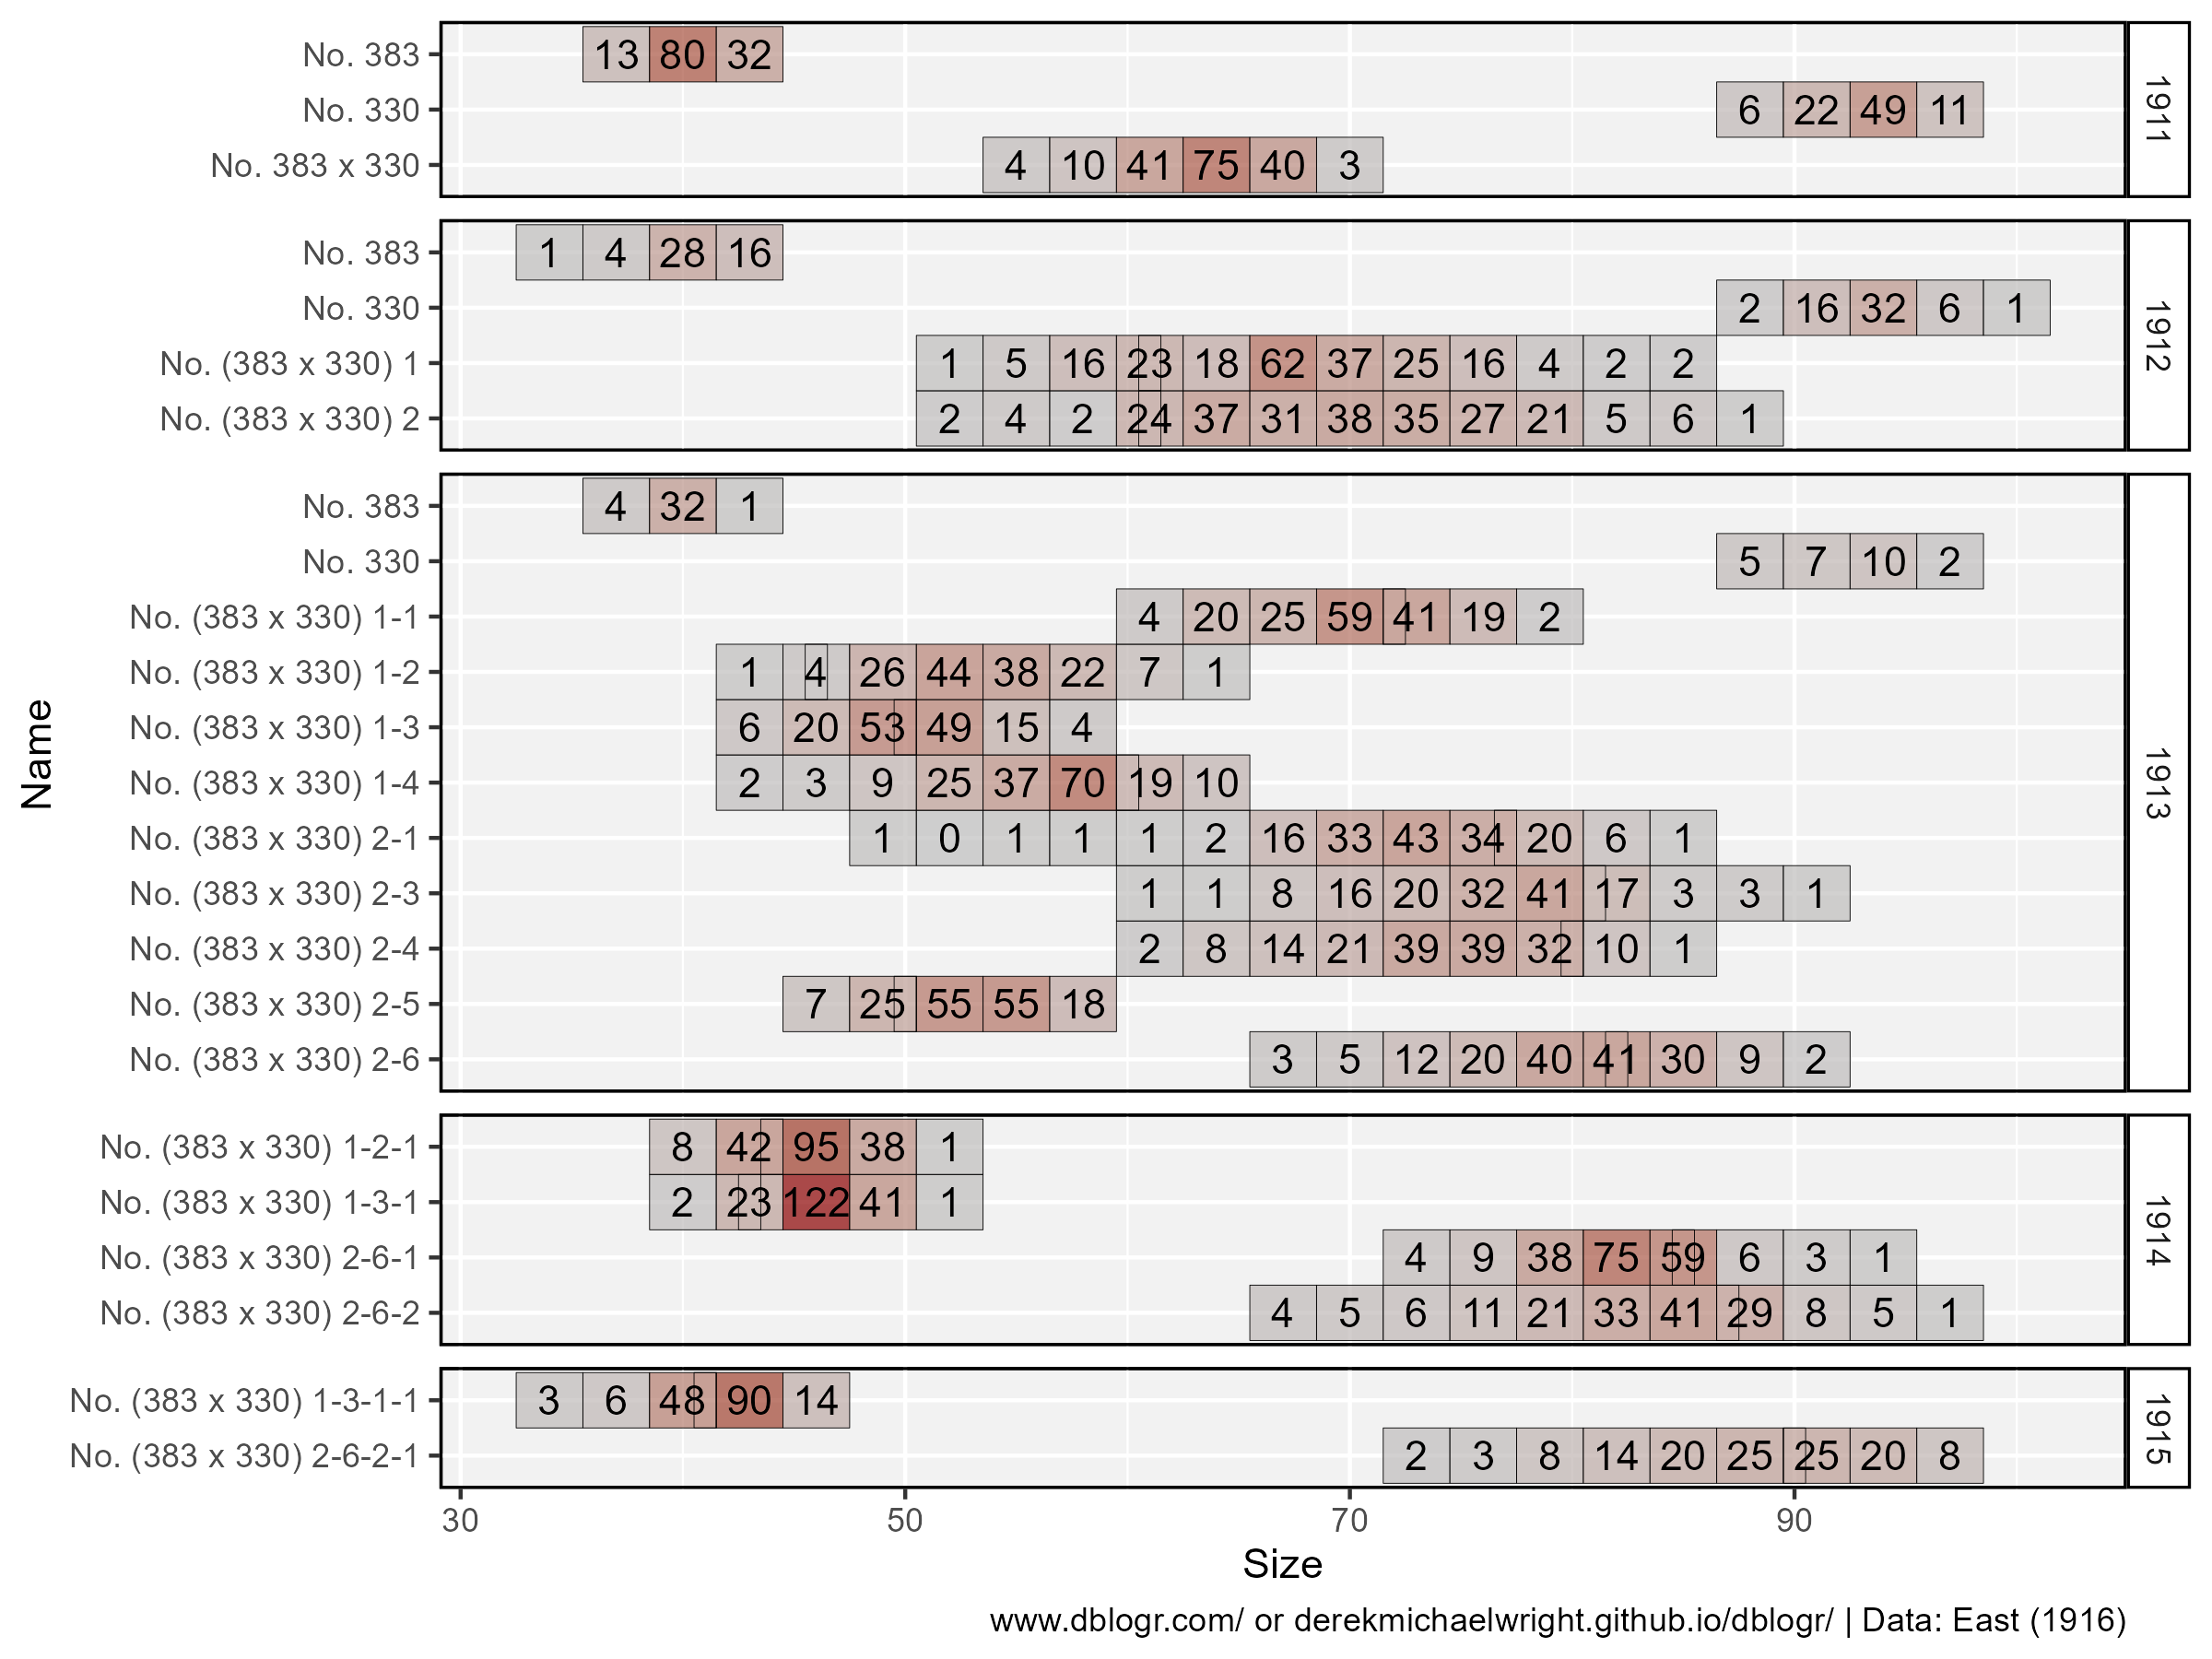 No. 383 13 80 32
No. 330 6 22 49 11
No. 383 x 330 4 10 41 75 40 3
1911
No. 383 1 4 28 16
No. 330 2 16 32 6 1
No. (383 x 330) 1 1 5 16 23 18 62 37 25 16 4 2 2
No. (383 x 330) 2 2 4 2 24 37 31 38 35 27 21 5 6 1
1912
No. 383 4 32 1
No. 330 5 7 10 2
No. (383 x 330) 1-1 4 20 25 59 41 19 2
No. (383 x 330) 1-2 1 4 26 44 38 22 7 1
No. (383 x 330) 1-3 6 20 53 49 15 4
No. (383 x 330) 1-4 2 3 9 25 37 70 19 10
No. (383 x 330) 2-1 1 0 1 1 1 2 16 33 43 34 20 6 1
No. (383 x 330) 2-3 1 1 8 16 20 32 41 17 3 3 1
No. (383 x 330) 2-4 2 8 14 21 39 39 32 10 1
No. (383 x 330) 2-5 7 25 55 55 18
No. (383 x 330) 2-6 3 5 12 20 40 41 30 9 2
1913
No. (383 x 330) 1-2-1 8 42 95 38 1
No. (383 x 330) 1-3-1 2 23 122 41 1
No. (383 x 330) 2-6-1 4 9 38 75 59 6 3 1
No. (383 x 330) 2-6-2 4 5 6 11 21 33 41 29 8 5 1
1914
No. (383 x 330) 1-3-1-1 3 6 48 90 14
No. (383 x 330) 2-6-2-1 2 3 8 14 20 25 25 20 8
1915
Name
30 50 70 90
Size
www.dblogr.com/ or derekmichaelwright.github.io/dblogr/ | Data: East (1916)